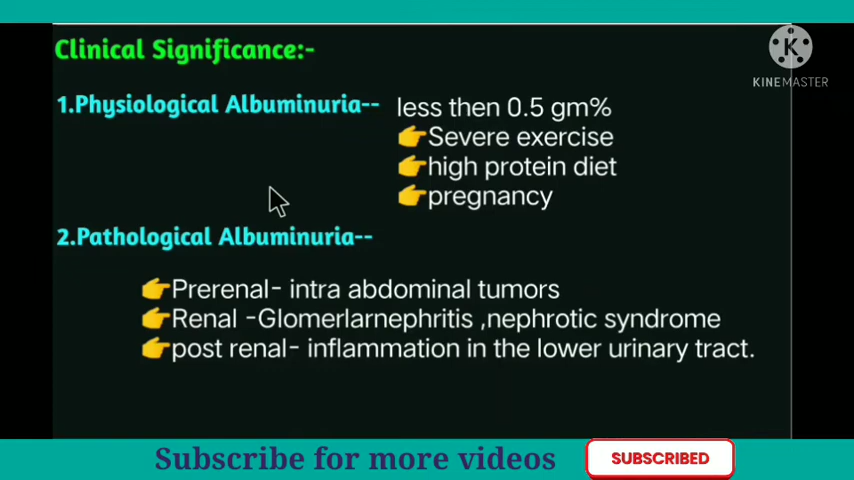 Clinical Significance:-
1.Physiological Albuminuria-- less then 0.5 gm%
👉Severe exercise
👉high protein diet
👉pregnancy
2.Pathological Albuminuria--
👉Prerenal- intra abdominal tumors
👉Renal -Glomerlarnephritis ,nephrotic syndrome
👉post renal- inflammation in the lower urinary tract.
K
KINEMASTER
Subscribe for more videos
SUBSCRIBED